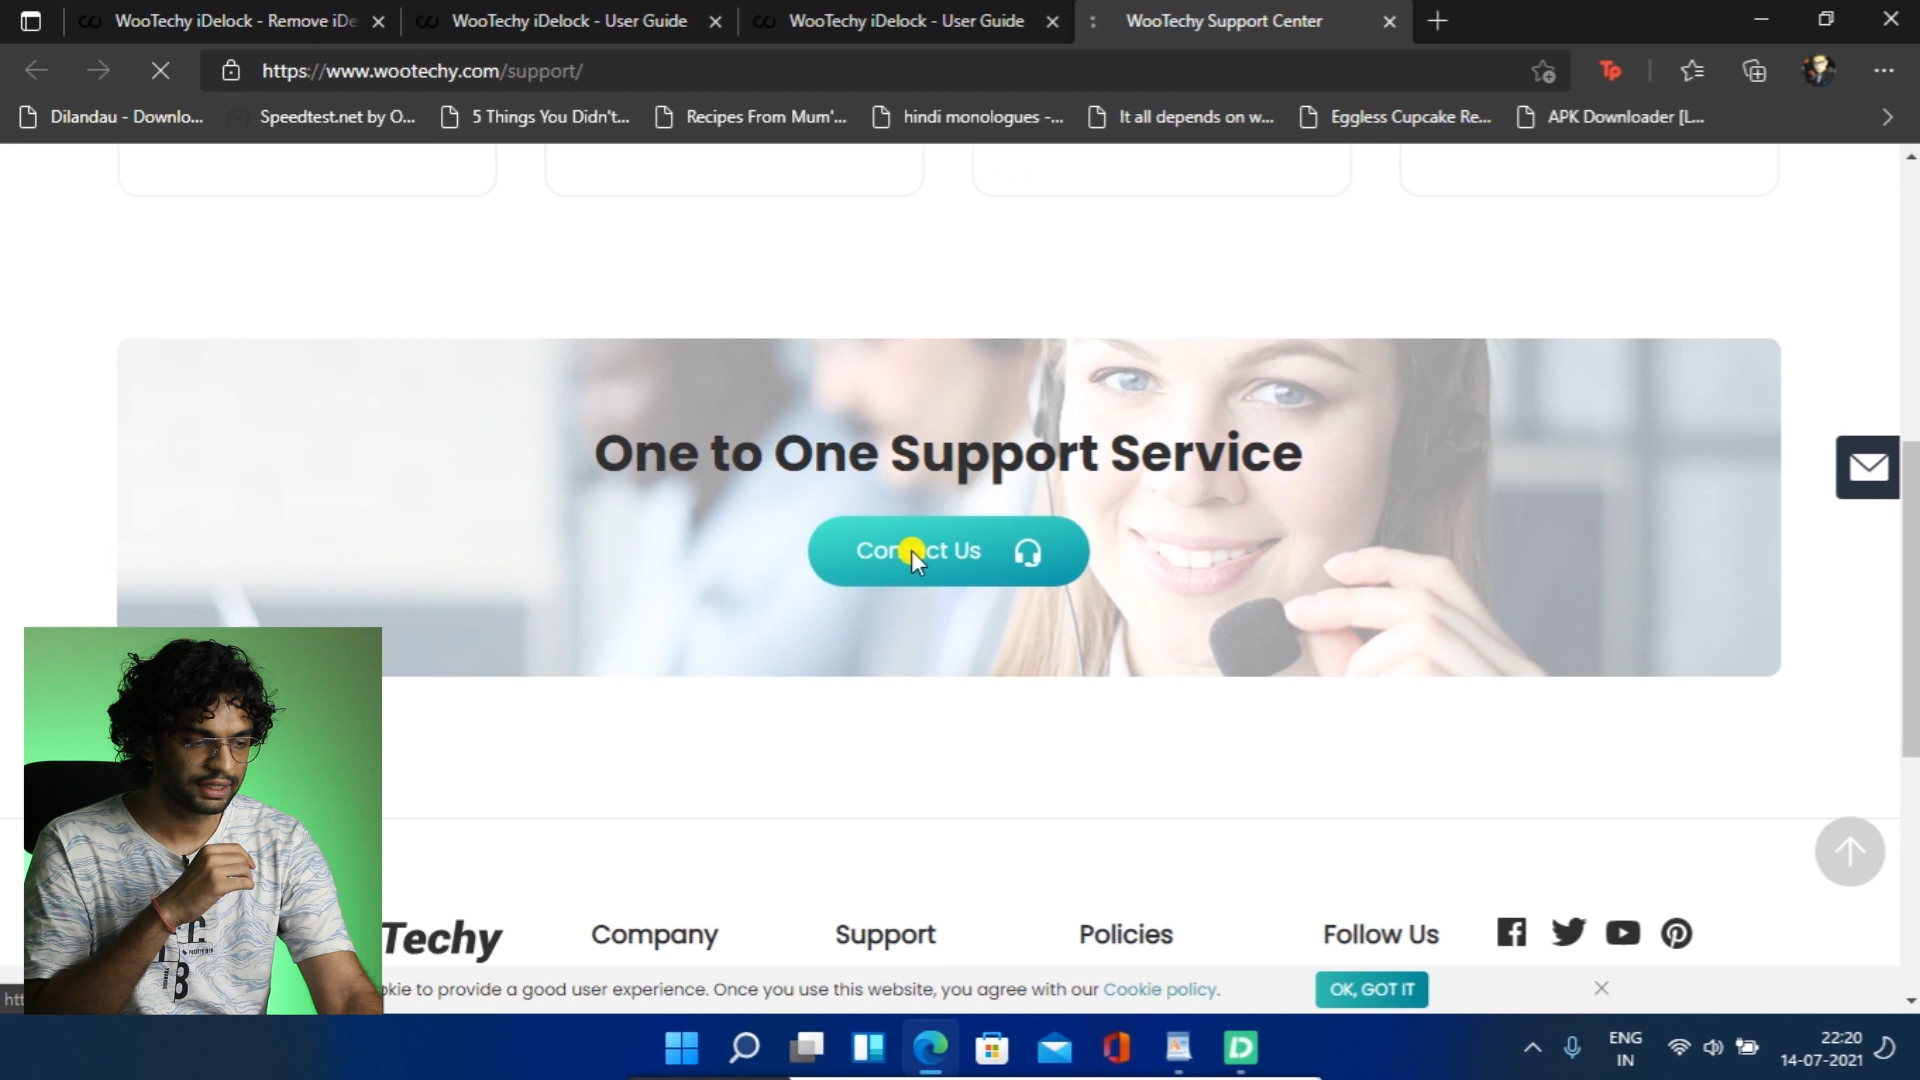 WooTechy iDelock - Remove iDe
WooTechy iDelock - User Guide
WooTechy iDelock - User Guide
WooTechy Support Center
https://www.wootechy.com/support/
Tp
Dilandau - Downlo...
Speedtest.net by O...
5 Things You Didn't...
Recipes From Mum'...
hindi monologues -...
It all depends on w...
Eggless Cupcake Re...
APK Downloader [L...
One to One Support Service
Contact Us
Techy
Company
Support
Policies
Follow Us
okie to provide a good user experience. Once you use this website, you agree with our Cookie policy.
OK, GOT IT
htt
ENG
IN
22:20
14-07-2021